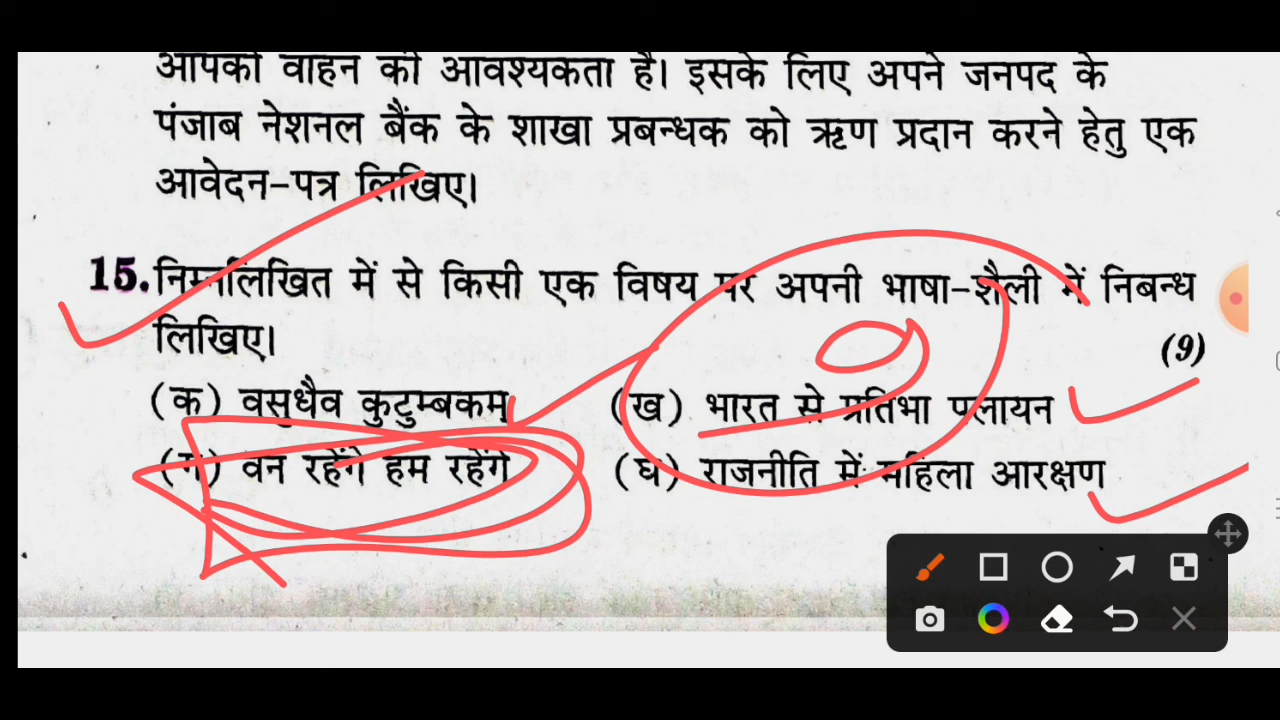 आपको वाहन की आवश्यकता है। इसके लिए अपने जनपद के
पंजाब नेशनल बैंक के शाखा प्रबन्धक को ऋण प्रदान करने हेतु एक
आवेदन-पत्र लिखिए।
15. निम्नलिखित में से किसी एक विषय पर अपनी भाषा-शैली में निबन्ध
लिखिए। (9)
(क) वसुधैव कुटुम्बकम् (ख) भारत से प्रतिभा पलायन
(ग) वन रहेंगे हम रहेंगे (घ) राजनीति में महिला आरक्षण